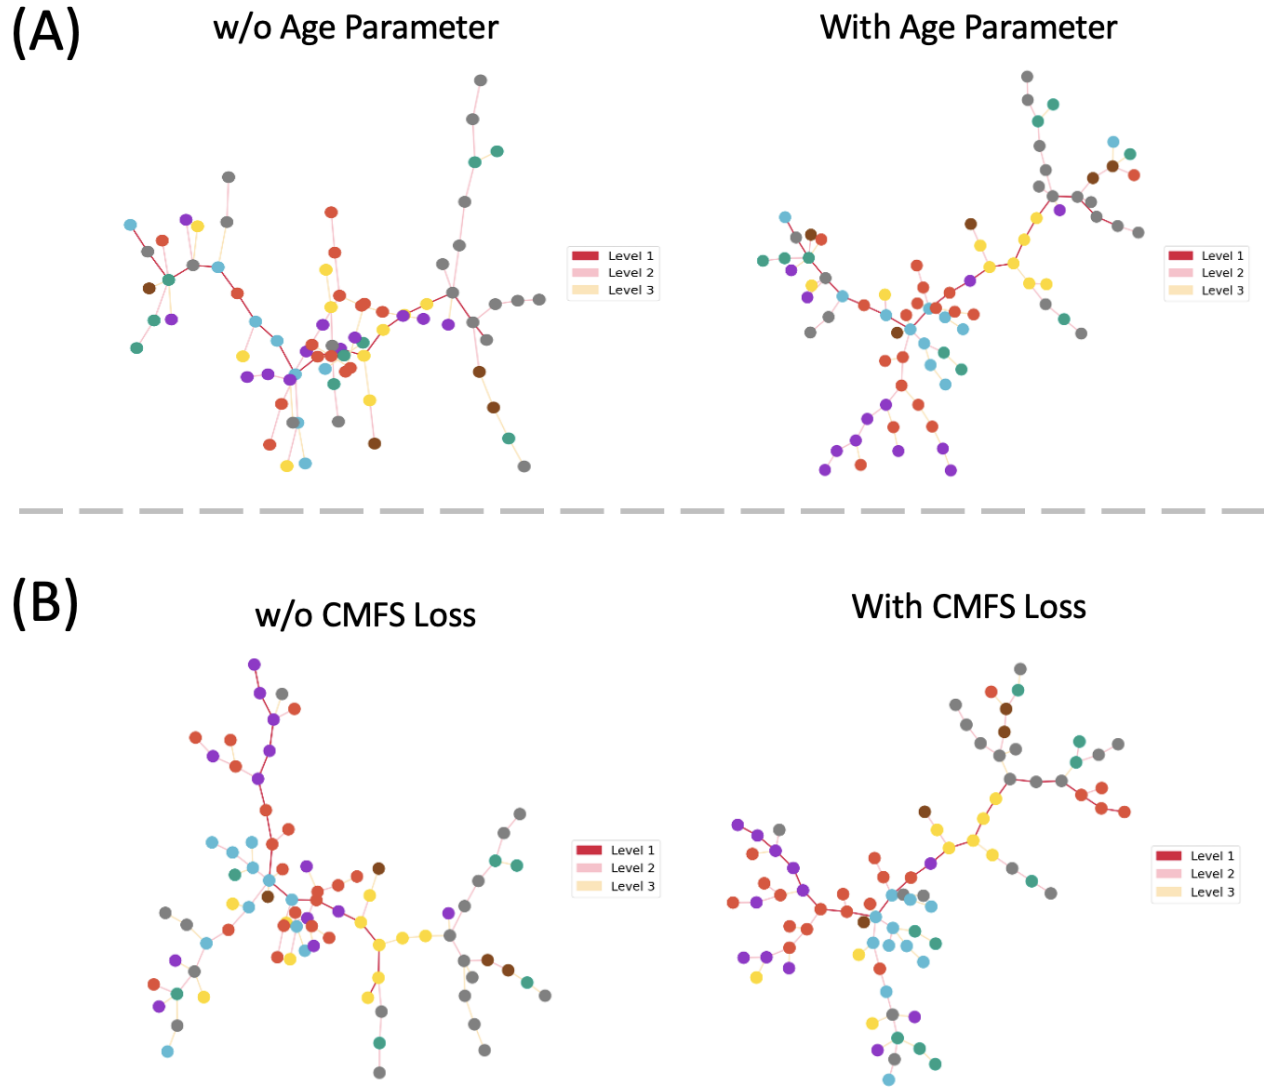 (A)
w/o Age Parameter
With Age Parameter
Level 1
Level 2
Level 3
Level 1
Level 2
Level 3
(B)
w/o CMFS Loss
With CMFS Loss
Level 1
Level 2
Level 3
Level 1
Level 2
Level 3